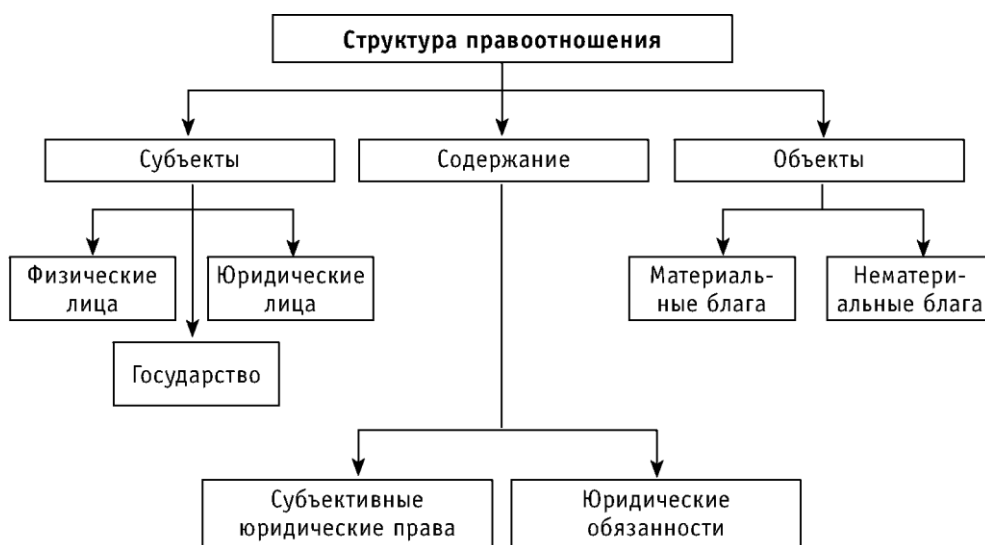 Структура правоотношения
Субъекты
Содержание
Объекты
Физические
лица
Юридические
лица
Государство
Материаль-
ные блага
Нематери-
альные блага
Субъективные
юридические права
Юридические
обязанности